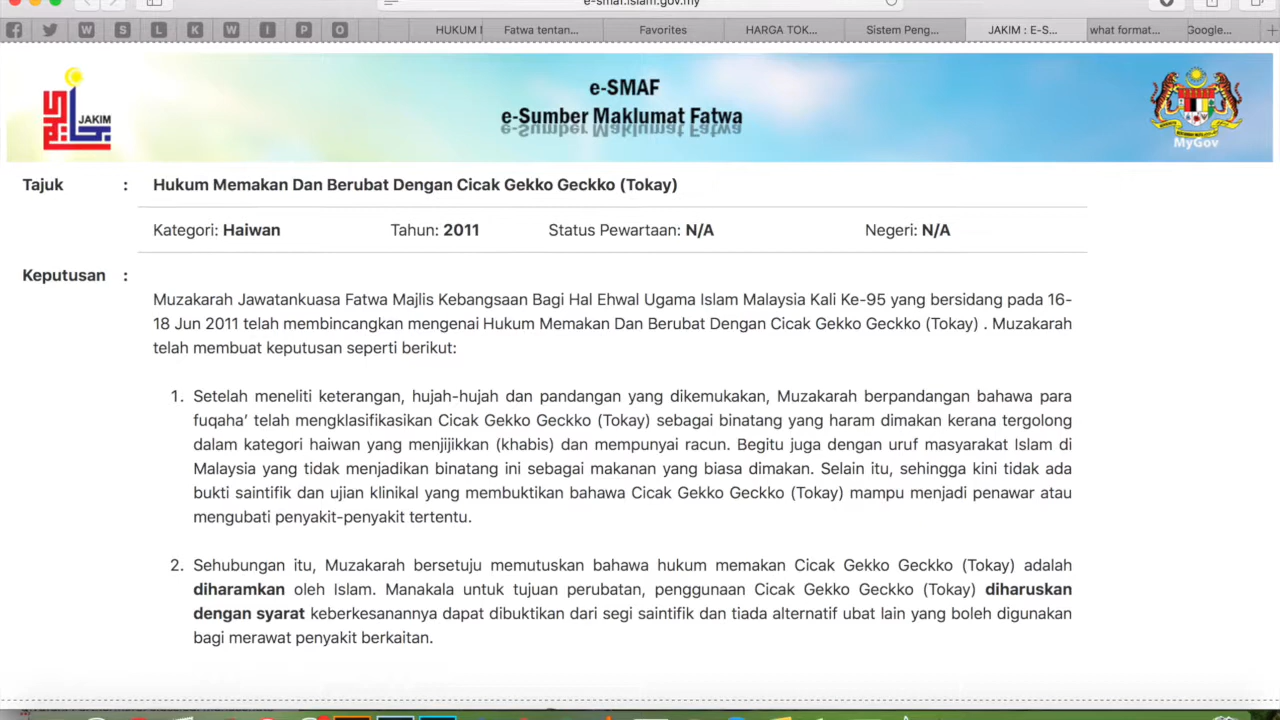 e-smaf.islam.gov.my
W S L K W I P O HUKUM Fatwa tentan... Favorites HARGA TOK... Sistem Peng... JAKIM : E-S... what format... Google...
JAKIM
e-SMAF
e-Sumber Maklumat Fatwa
MyGov
Tajuk : Hukum Memakan Dan Berubat Dengan Cicak Gekko Geckko (Tokay)
Kategori: Haiwan Tahun: 2011 Status Pewartaan: N/A Negeri: N/A
Keputusan :
Muzakarah Jawatankuasa Fatwa Majlis Kebangsaan Bagi Hal Ehwal Ugama Islam Malaysia Kali Ke-95 yang bersidang pada 16-
18 Jun 2011 telah membincangkan mengenai Hukum Memakan Dan Berubat Dengan Cicak Gekko Geckko (Tokay) . Muzakarah
telah membuat keputusan seperti berikut:
1. Setelah meneliti keterangan, hujah-hujah dan pandangan yang dikemukakan, Muzakarah berpandangan bahawa para
fuqaha’ telah mengklasifikasikan Cicak Gekko Geckko (Tokay) sebagai binatang yang haram dimakan kerana tergolong
dalam kategori haiwan yang menjijikkan (khabis) dan mempunyai racun. Begitu juga dengan uruf masyarakat Islam di
Malaysia yang tidak menjadikan binatang ini sebagai makanan yang biasa dimakan. Selain itu, sehingga kini tidak ada
bukti saintifik dan ujian klinikal yang membuktikan bahawa Cicak Gekko Geckko (Tokay) mampu menjadi penawar atau
mengubati penyakit-penyakit tertentu.
2. Sehubungan itu, Muzakarah bersetuju memutuskan bahawa hukum memakan Cicak Gekko Geckko (Tokay) adalah
diharamkan oleh Islam. Manakala untuk tujuan perubatan, penggunaan Cicak Gekko Geckko (Tokay) diharuskan
dengan syarat keberkesanannya dapat dibuktikan dari segi saintifik dan tiada alternatif ubat lain yang boleh digunakan
bagi merawat penyakit berkaitan.